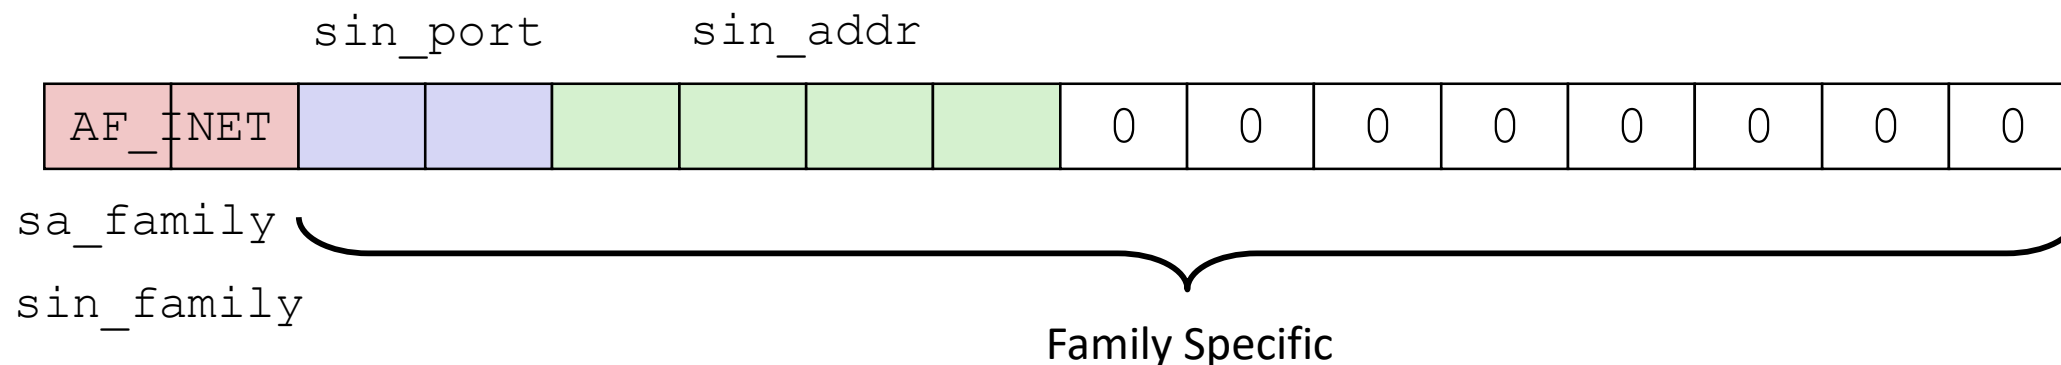 sin_port sin_addr
AF_INET 0 0 0 0 0 0 0 0
sa_family
sin_family
Family Specific